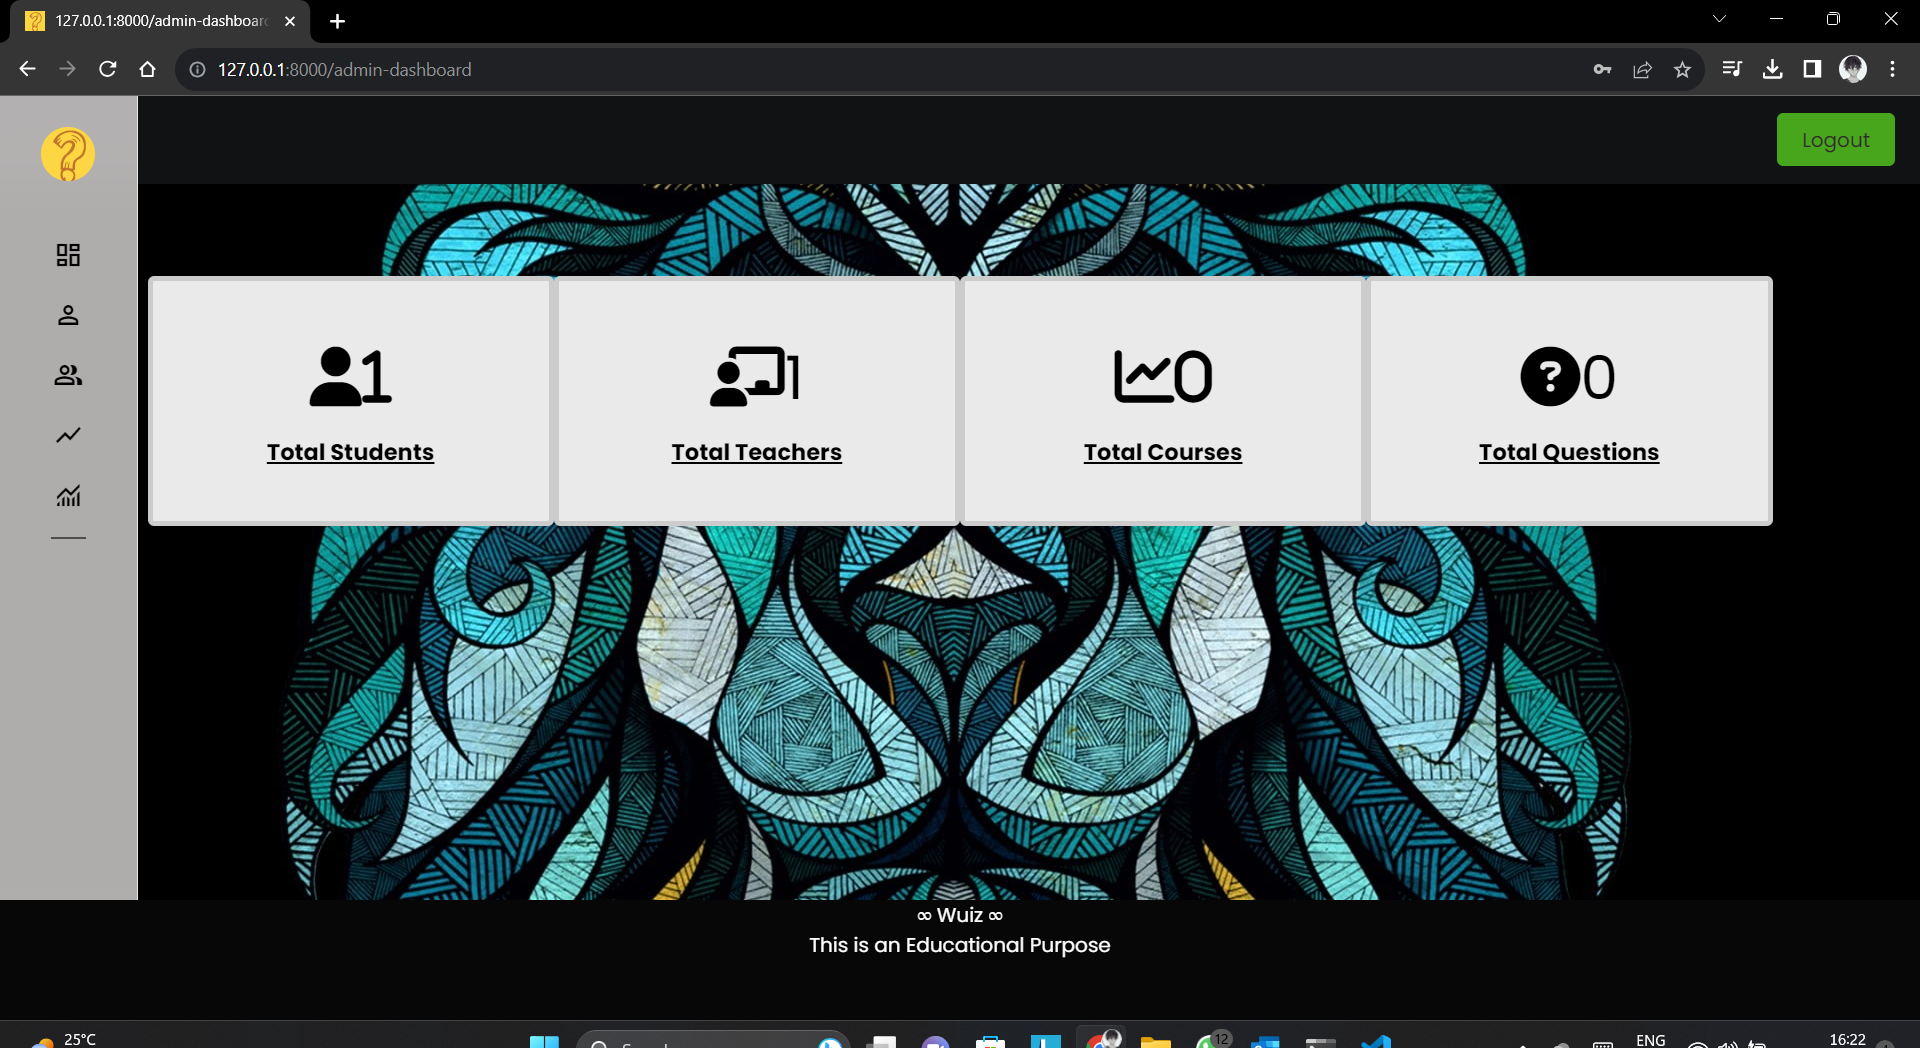 127.0.0.1:8000/admin-dashboard
127.0.0.1:8000/admin-dashboard
Logout
1
1
0
?0
Total Students
Total Teachers
Total Courses
Total Questions
∞ Wuiz ∞
This is an Educational Purpose
25°C
12
ENG
16:22